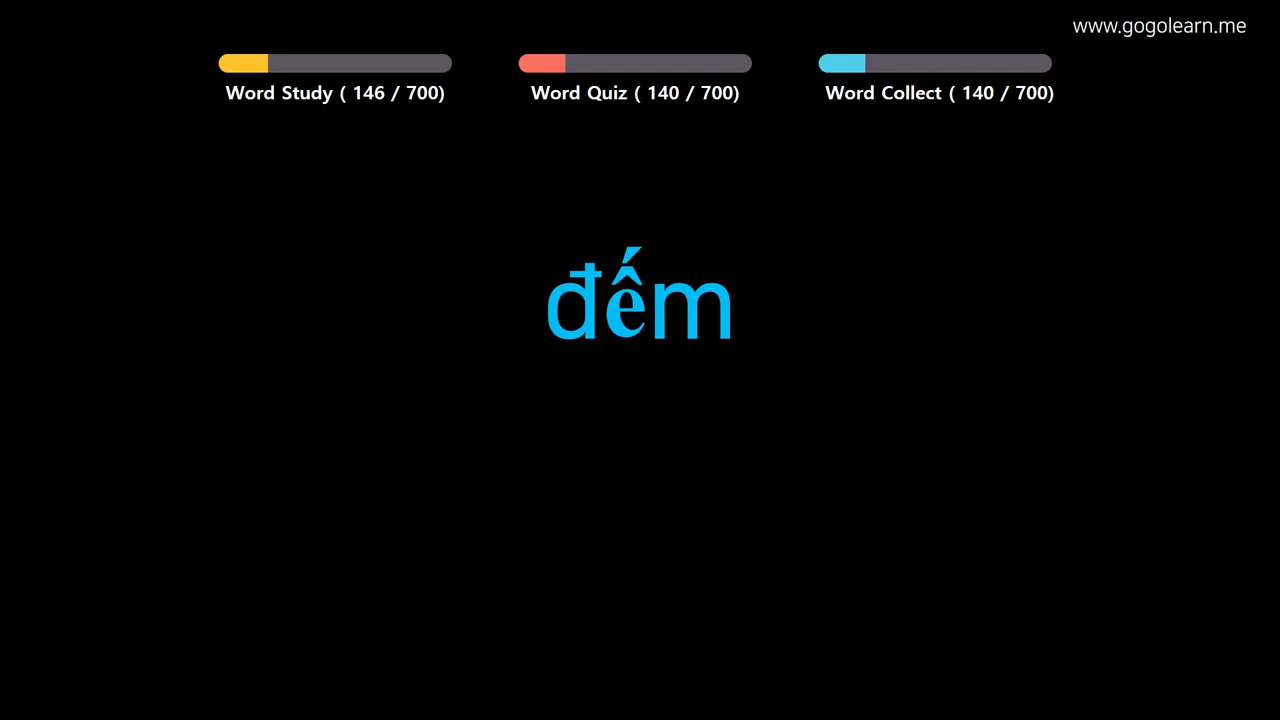 www.gogolearn.me
Word Study ( 146 / 700)
Word Quiz ( 140 / 700)
Word Collect ( 140 / 700)
đếm